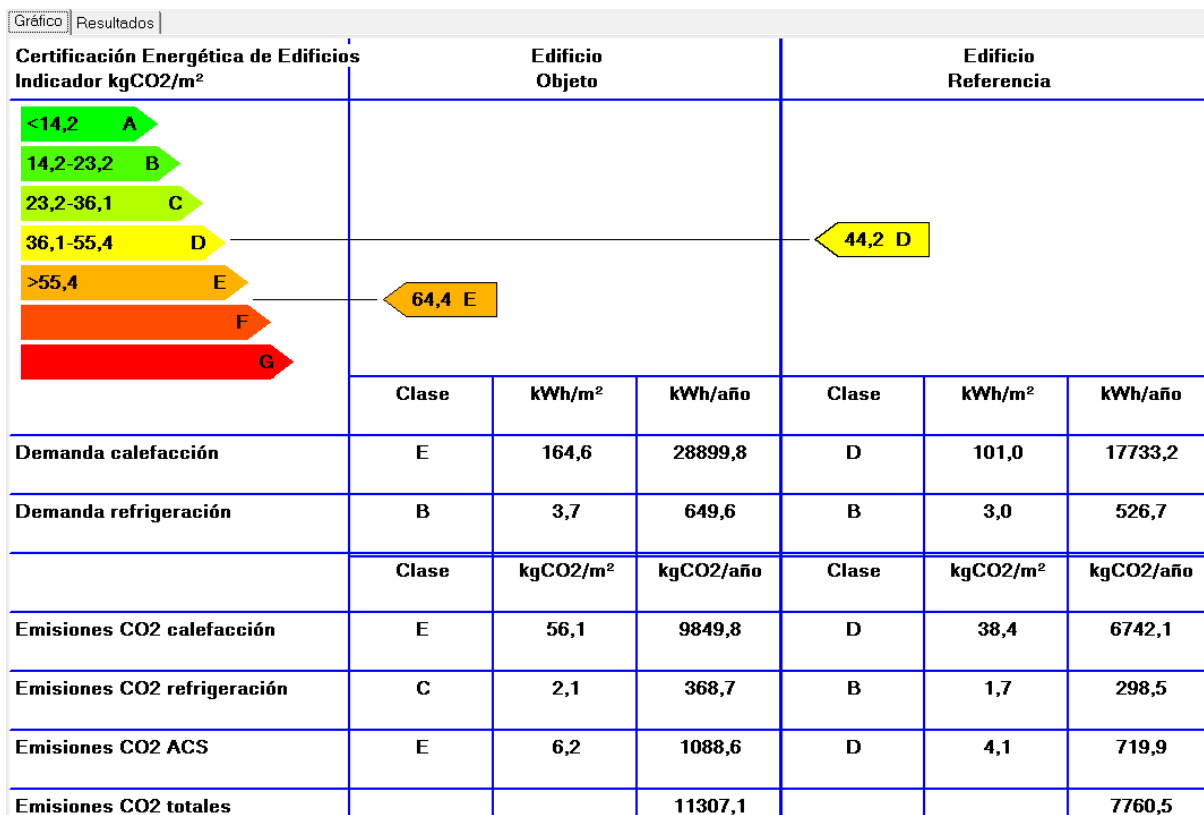 Gráfico Resultados
Certificación Energética de Edificios Edificio Edificio
Indicador kgCO2/m² Objeto Referencia
<14,2 A
14,2-23,2 B
23,2-36,1 C
36,1-55,4 D 44,2 D
>55,4 E
64,4 E
F
G
Clase kWh/m² kWh/año Clase kWh/m² kWh/año
Demanda calefacción E 164,6 28899,8 D 101,0 17733,2
Demanda refrigeración B 3,7 649,6 B 3,0 526,7
Clase kgCO2/m² kgCO2/año Clase kgCO2/m² kgCO2/año
Emisiones CO2 calefacción E 56,1 9849,8 D 38,4 6742,1
Emisiones CO2 refrigeración C 2,1 368,7 B 1,7 298,5
Emisiones CO2 ACS E 6,2 1088,6 D 4,1 719,9
Emisiones CO2 totales 11307,1 7760,5